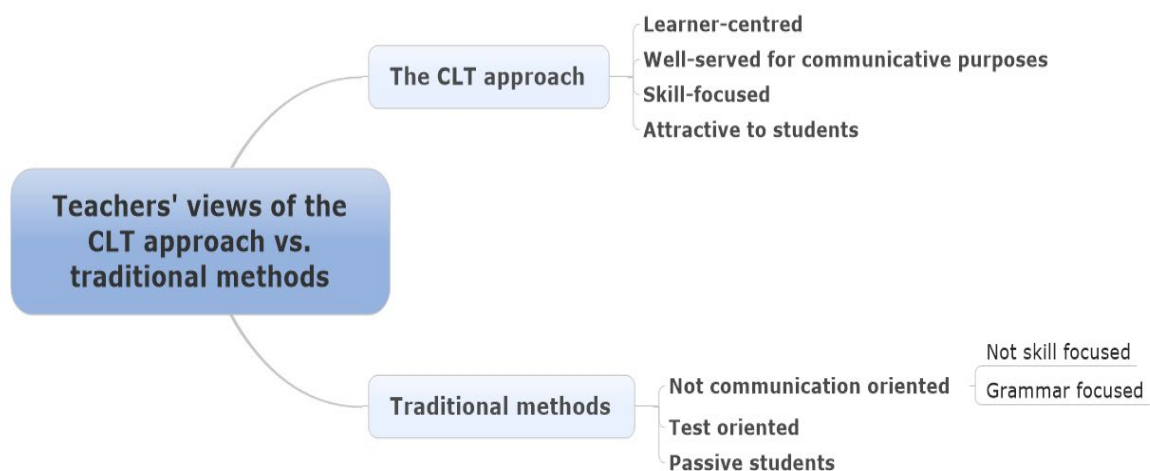 Learner-centred
The CLT approach
Well-served for communicative purposes
Skill-focused
Attractive to students
Teachers' views of the
CLT approach vs.
traditional methods
Traditional methods
Not communication oriented
Not skill focused
Grammar focused
Test oriented
Passive students